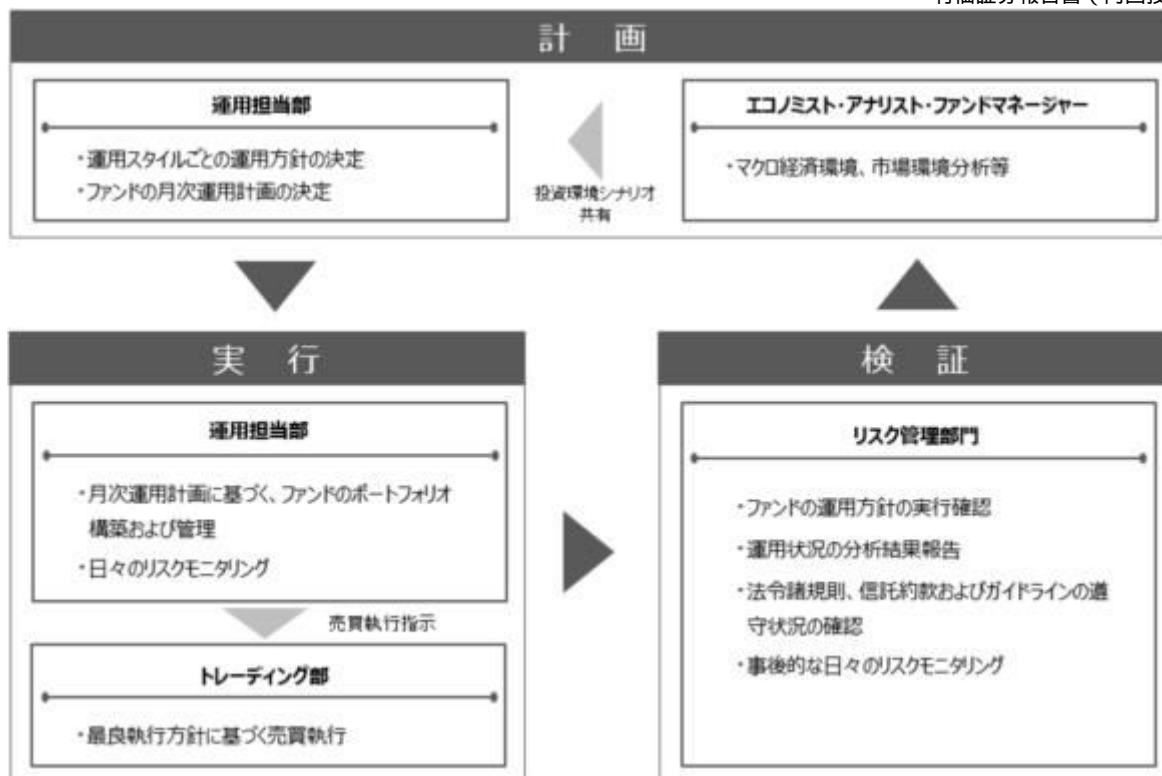 計 画
運用担当部
・運用スタイルごとの運用方針の決定
・ファンドの月次運用計画の決定
投資環境シナリオ
共有
エコノミスト・アナリスト・ファンドマネージャー
・マクロ経済環境、市場環境分析等
実 行
運用担当部
・月次運用計画に基づく、ファンドのポートフォリオ
構築および管理
・日々のリスクモニタリング
売買執行指示
トレーディング部
・最良執行方針に基づく売買執行
検 証
リスク管理部門
・ファンドの運用方針の実行確認
・運用状況の分析結果報告
・法令諸規則、信託約款およびガイドラインの遵
守状況の確認
・事後的な日々のリスクモニタリング